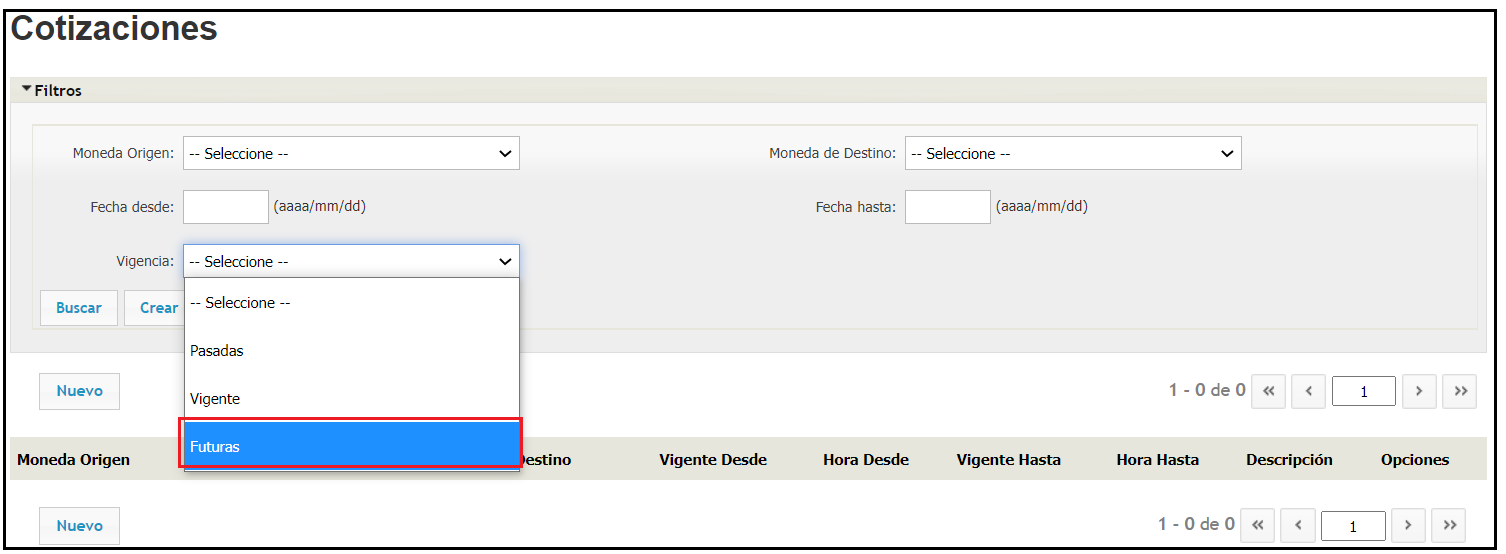 Cotizaciones
Filtros
Moneda Origen: -- Seleccione -- Moneda de Destino: -- Seleccione --
Fecha desde: (aaaa/mm/dd) Fecha hasta: (aaaa/mm/dd)
Vigencia: -- Seleccione --
-- Seleccione --
Buscar Crear
Pasadas
Nuevo 1 - 0 de 0 « ‹ 1 › »
Vigente
Futuras
Moneda Origen Vigente Desde Hora Desde Vigente Hasta Hora Hasta Descripción Opciones
Nuevo 1 - 0 de 0 « ‹ 1 › »